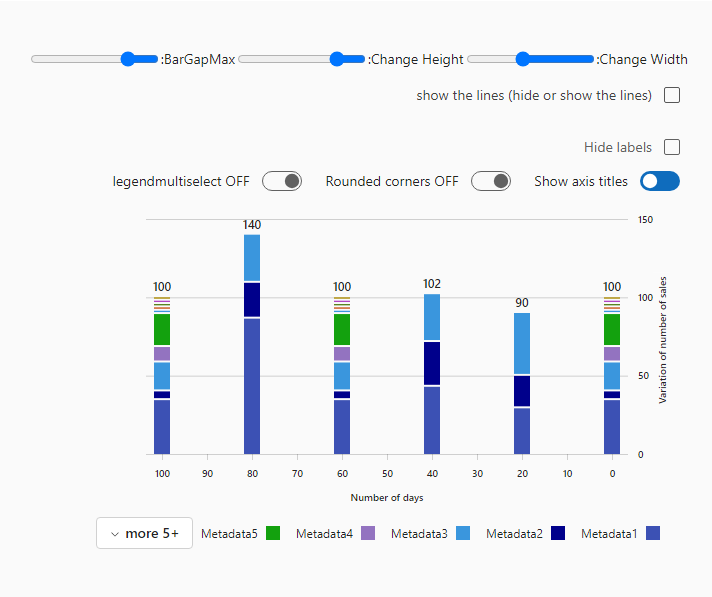 :BarGapMax :Change Height :Change Width
show the lines (hide or show the lines)
Hide labels
legendmultiselect OFF Rounded corners OFF Show axis titles
150
140
100 100 102 100 100
90
50
0
Variation of number of sales
100 90 80 70 60 50 40 30 20 10 0
Number of days
more 5+ Metadata5 Metadata4 Metadata3 Metadata2 Metadata1